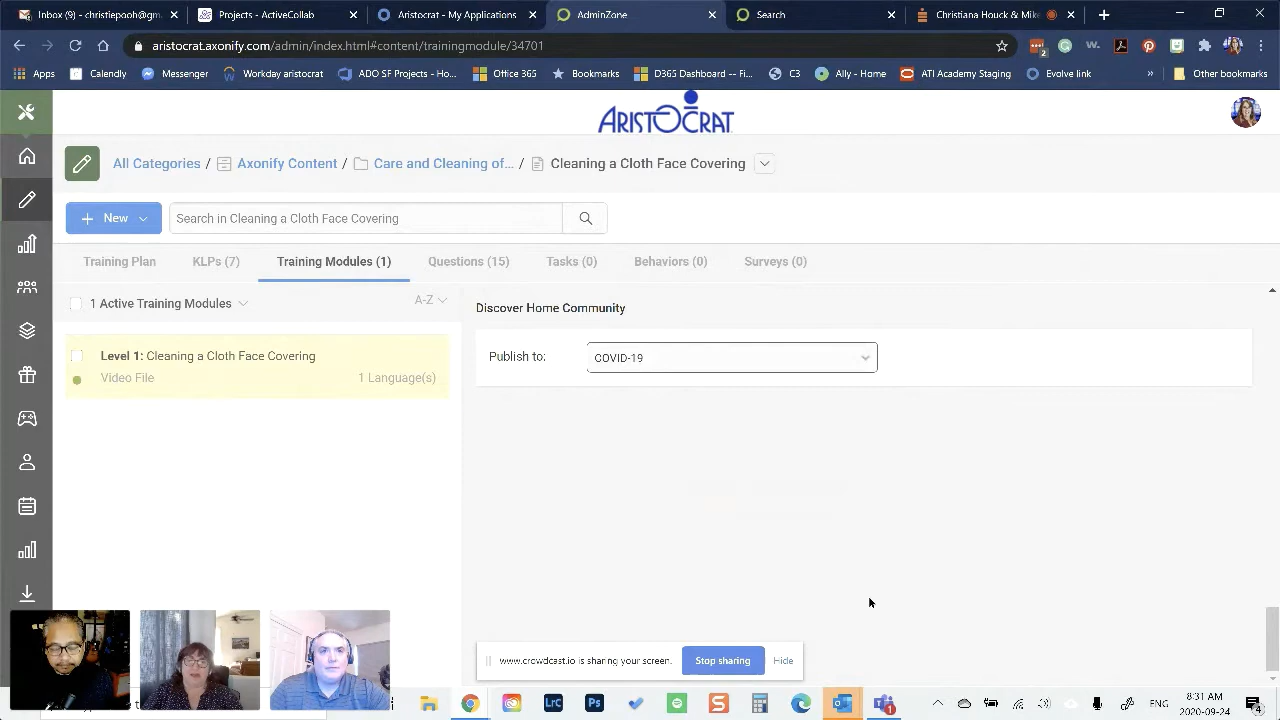 Inbox (9) - christiepooh@gm
Projects - ActiveCollab
Aristocrat - My Applications
AdminZone
Search
Christiana Houck & Mike
aristocrat.axonify.com/admin/index.html#content/trainingmodule/34701
Apps
Calendly
Messenger
Workday aristocrat
ADO SF Projects - Ho...
Office 365
Bookmarks
D365 Dashboard -- Fi...
C3
Ally - Home
LE Academy Staging
Evolve link
»
Other bookmarks
ARISTOCRAT
All Categories / Axonify Content / Care and Cleaning of... / Cleaning a Cloth Face Covering
+ New
Search in Cleaning a Cloth Face Covering
Training Plan
KLPs (7)
Training Modules (1)
Questions (15)
Tasks (0)
Behaviors (0)
Surveys (0)
1 Active Training Modules
A-Z
Level 1: Cleaning a Cloth Face Covering
Video File
1 Language(s)
Discover Home Community
Publish to:
COVID-19
www.crowdcast.io is sharing your screen.
Stop sharing
Hide
LrC
Ps
8:31 AM
2020-09-24